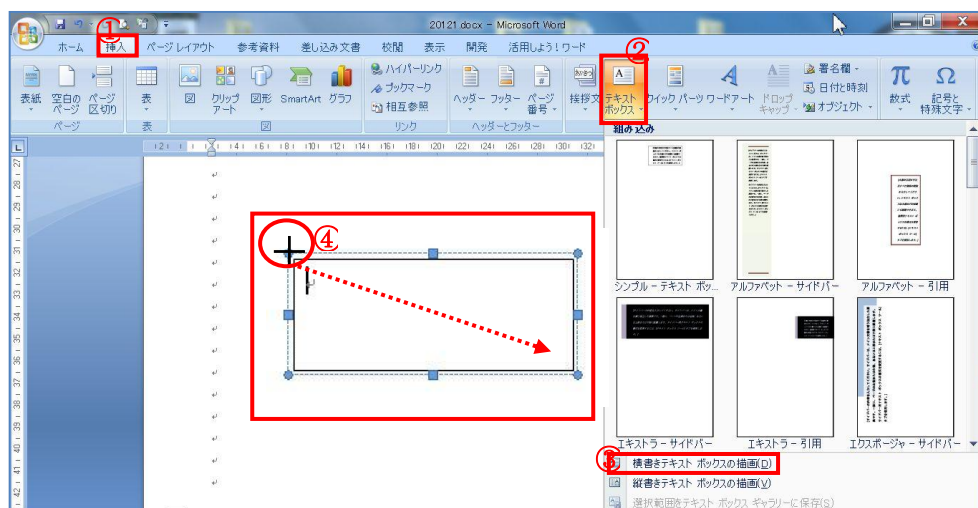 ①
20121.docx - Microsoft Word
ホーム 挿入 ページ レイアウト 参考資料 差し込み文書 校閲 表示 開発 活用しよう!ワード
②
表紙 空白のページ ページ区切り
ページ
表
表
図 クリップアート 図形 SmartArt グラフ
図
ハイパーリンク
ブックマーク
相互参照
リンク
ヘッダー フッター ページ番号
ヘッダーとフッター
挨拶文 テキストボックス クイック パーツ ワードアート ドロップキャップ
署名欄
日付と時刻
オブジェクト
π Ω
数式 記号と特殊文字
組み込み
シンプル - テキスト ボッ... アルファベット - サイドバー アルファベット - 引用
エキストラ - サイドバー エキストラ - 引用 エクスポージャ - サイドバー
③
横書きテキスト ボックスの描画(D)
縦書きテキスト ボックスの描画(V)
選択範囲をテキスト ボックス ギャラリーに保存(S)
④